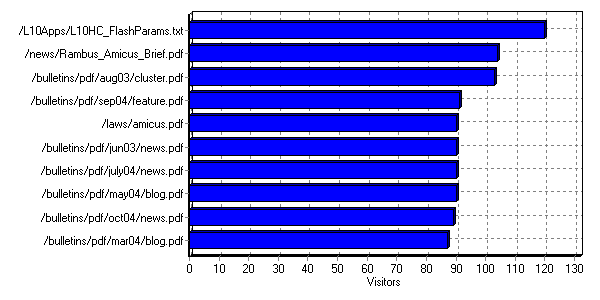 /L10Apps/L10HC_FlashParams.txt
/news/Rambus_Amicus_Brief.pdf
/bulletins/pdf/aug03/cluster.pdf
/bulletins/pdf/sep04/feature.pdf
/laws/amicus.pdf
/bulletins/pdf/jun03/news.pdf
/bulletins/pdf/july04/blog.pdf
/bulletins/pdf/may04/blog.pdf
/bulletins/pdf/oct04/news.pdf
/bulletins/pdf/mar04/blog.pdf
0 10 20 30 40 50 60 70 80 90 100 110 120 130
Visitors